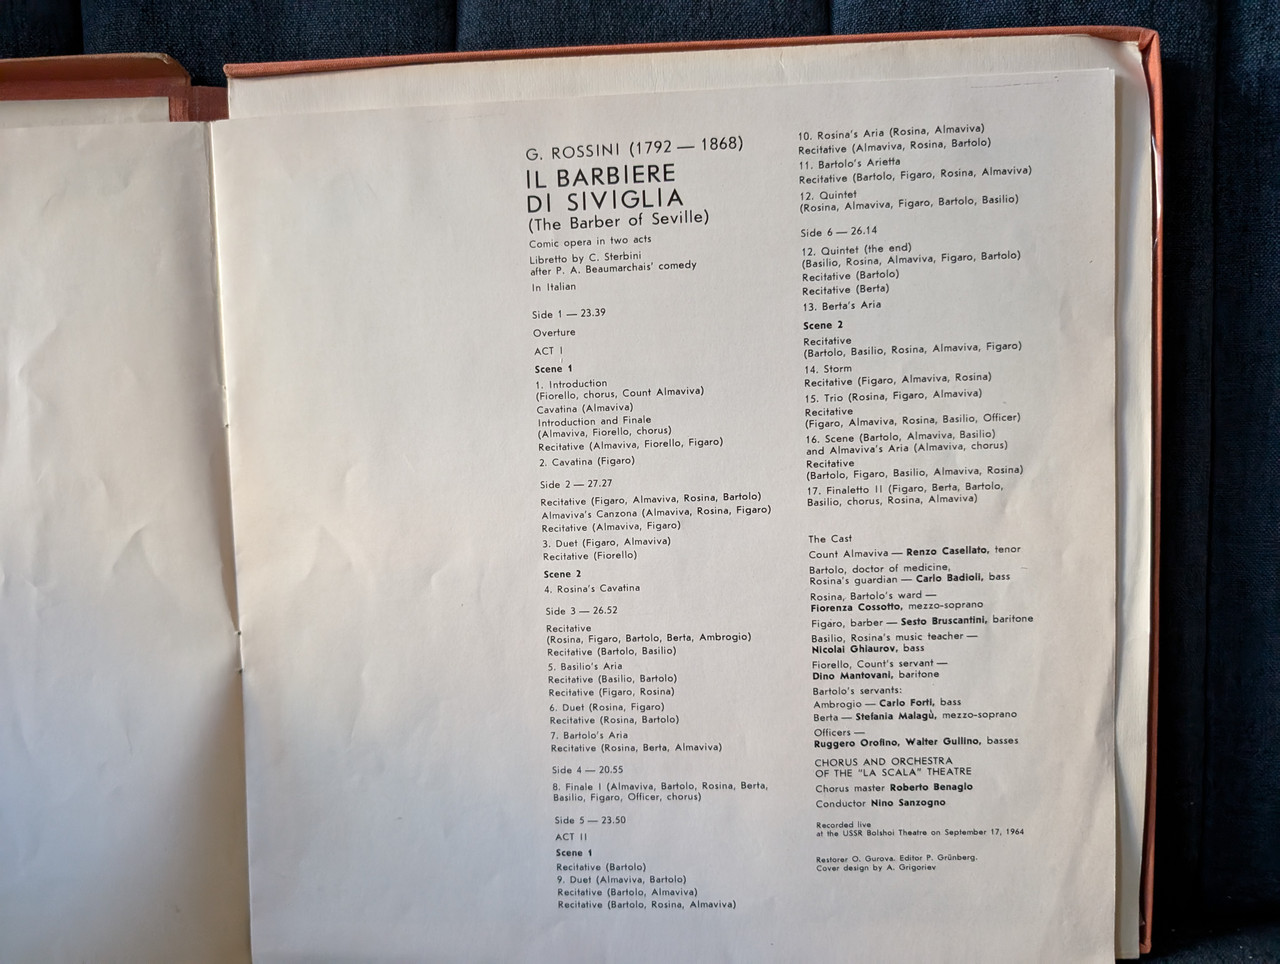 G. ROSSINI (1792 — 1868)
IL BARBIERE
DI SIVIGLIA
(The Barber of Seville)
Comic opera in two acts
Libretto by C. Sterbini
after P. A. Beaumarchais' comedy
In Italian
Side 1 — 23.39
Overture
ACT I
Scene 1
1. Introduction
(Fiorello, chorus, Count Almaviva)
Cavatina (Almaviva)
Introduction and Finale
(Almaviva, Fiorello, chorus)
Recitative (Almaviva, Fiorello, Figaro)
2. Cavatina (Figaro)
Side 2 — 27.27
Recitative (Figaro, Almaviva, Rosina, Bartolo)
Almaviva's Canzona (Almaviva, Rosina, Figaro)
Recitative (Almaviva, Figaro)
3. Duet (Figaro, Almaviva)
Recitative (Fiorello)
Scene 2
4. Rosina's Cavatina
Side 3 — 26.52
Recitative
(Rosina, Figaro, Bartolo, Berta, Ambrogio)
Recitative (Bartolo, Basilio)
5. Basilio's Aria
Recitative (Basilio, Bartolo)
Recitative (Figaro, Rosina)
6. Duet (Rosina, Figaro)
Recitative (Rosina, Bartolo)
7. Bartolo's Aria
Recitative (Rosina, Berta, Almaviva)
Side 4 — 20.55
8. Finale I (Almaviva, Bartolo, Rosina, Berta,
Basilio, Figaro, Officer, chorus)
Side 5 — 23.50
ACT II
Scene 1
Recitative (Bartolo)
9. Duet (Almaviva, Bartolo)
Recitative (Bartolo, Almaviva)
Recitative (Bartolo, Rosina, Almaviva)
10. Rosina's Aria (Rosina, Almaviva)
Recitative (Almaviva, Rosina, Bartolo)
11. Bartolo's Arietta
Recitative (Bartolo, Figaro, Rosina, Almaviva)
12. Quintet
(Rosina, Almaviva, Figaro, Bartolo, Basilio)
Side 6 — 26.14
12. Quintet (the end)
(Basilio, Rosina, Almaviva, Figaro, Bartolo)
Recitative (Bartolo)
Recitative (Berta)
13. Berta's Aria
Scene 2
Recitative
(Bartolo, Basilio, Rosina, Almaviva, Figaro)
14. Storm
Recitative (Figaro, Almaviva, Rosina)
15. Trio (Rosina, Figaro, Almaviva)
Recitative
(Figaro, Almaviva, Rosina, Basilio, Officer)
16. Scene (Bartolo, Almaviva, Basilio)
and Almaviva's Aria (Almaviva, chorus)
Recitative
(Bartolo, Figaro, Basilio, Almaviva, Rosina)
17. Finaletto II (Figaro, Berta, Bartolo,
Basilio, chorus, Rosina, Almaviva)
The Cast
Count Almaviva — Renzo Casellato, tenor
Bartolo, doctor of medicine,
Rosina's guardian — Carlo Badioli, bass
Rosina, Bartolo's ward —
Fiorenza Cossotto, mezzo-soprano
Figaro, barber — Sesto Bruscantini, baritone
Basilio, Rosina's music teacher —
Nicolai Ghiaurov, bass
Fiorello, Count's servant —
Dino Mantovani, baritone
Bartolo's servants:
Ambrogio — Carlo Forti, bass
Berta — Stefania Malagù, mezzo-soprano
Officers —
Ruggero Orofino, Walter Gullino, basses
CHORUS AND ORCHESTRA
OF THE "LA SCALA" THEATRE
Chorus master Roberto Benagio
Conductor Nino Sanzogno
Recorded live
at the USSR Bolshoi Theatre on September 17, 1964
Restorer O. Gurova. Editor P. Grünberg.
Cover design by A. Grigoriev